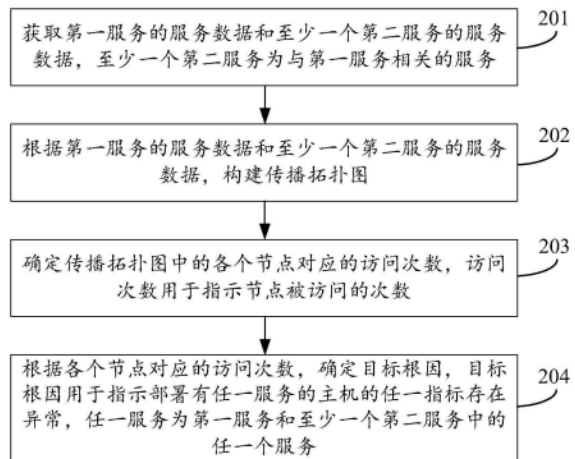 获取第一服务的服务数据和至少一个第二服务的服务
数据，至少一个第二服务为与第一服务相关的服务
201
根据第一服务的服务数据和至少一个第二服务的服务
数据，构建传播拓扑图
202
确定传播拓扑图中的各个节点对应的访问次数，访问
次数用于指示节点被访问的次数
203
根据各个节点对应的访问次数，确定目标根因，目标
根因用于指示部署有任一服务的主机的任一指标存在
异常，任一服务为第一服务和至少一个第二服务中的
任一个服务
204